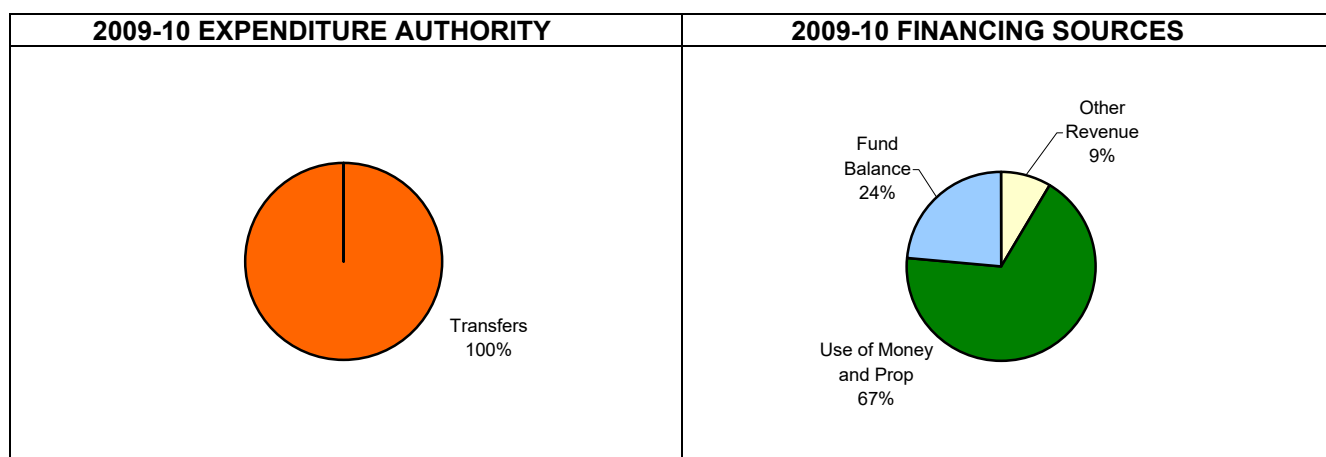 2009-10 EXPENDITURE AUTHORITY
Transfers
100%
2009-10 FINANCING SOURCES
Other
Revenue
9%
Fund
Balance
24%
Use of Money
and Prop
67%